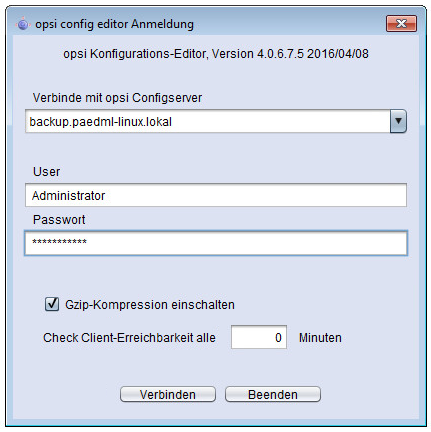 opsi config editor Anmeldung
opsi Konfigurations-Editor, Version 4.0.6.7.5 2016/04/08
Verbinde mit opsi Configserver
backup.paedml-linux.lokal
User
Administrator
Passwort
***********
Gzip-Kompression einschalten
Check Client-Erreichbarkeit alle 0 Minuten
Verbinden Beenden